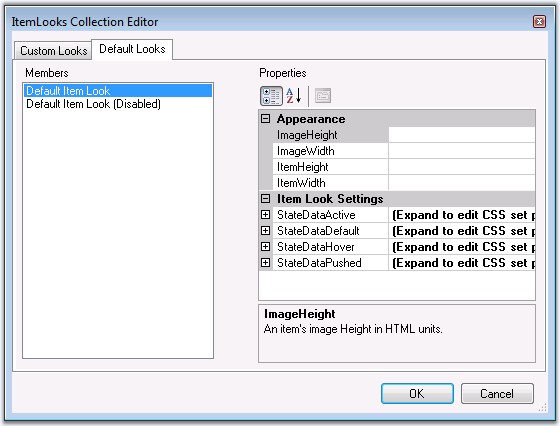 ItemLooks Collection Editor
Custom Looks
Default Looks
Members
Default Item Look
Default Item Look (Disabled)
Properties
A
Z
Appearance
ImageHeight
ImageWidth
ItemHeight
ItemWidth
Item Look Settings
StateDataActive (Expand to edit CSS set p
StateDataDefault (Expand to edit CSS set p
StateDataHover (Expand to edit CSS set p
StateDataPushed (Expand to edit CSS set p
ImageHeight
An item's image Height in HTML units.
OK
Cancel